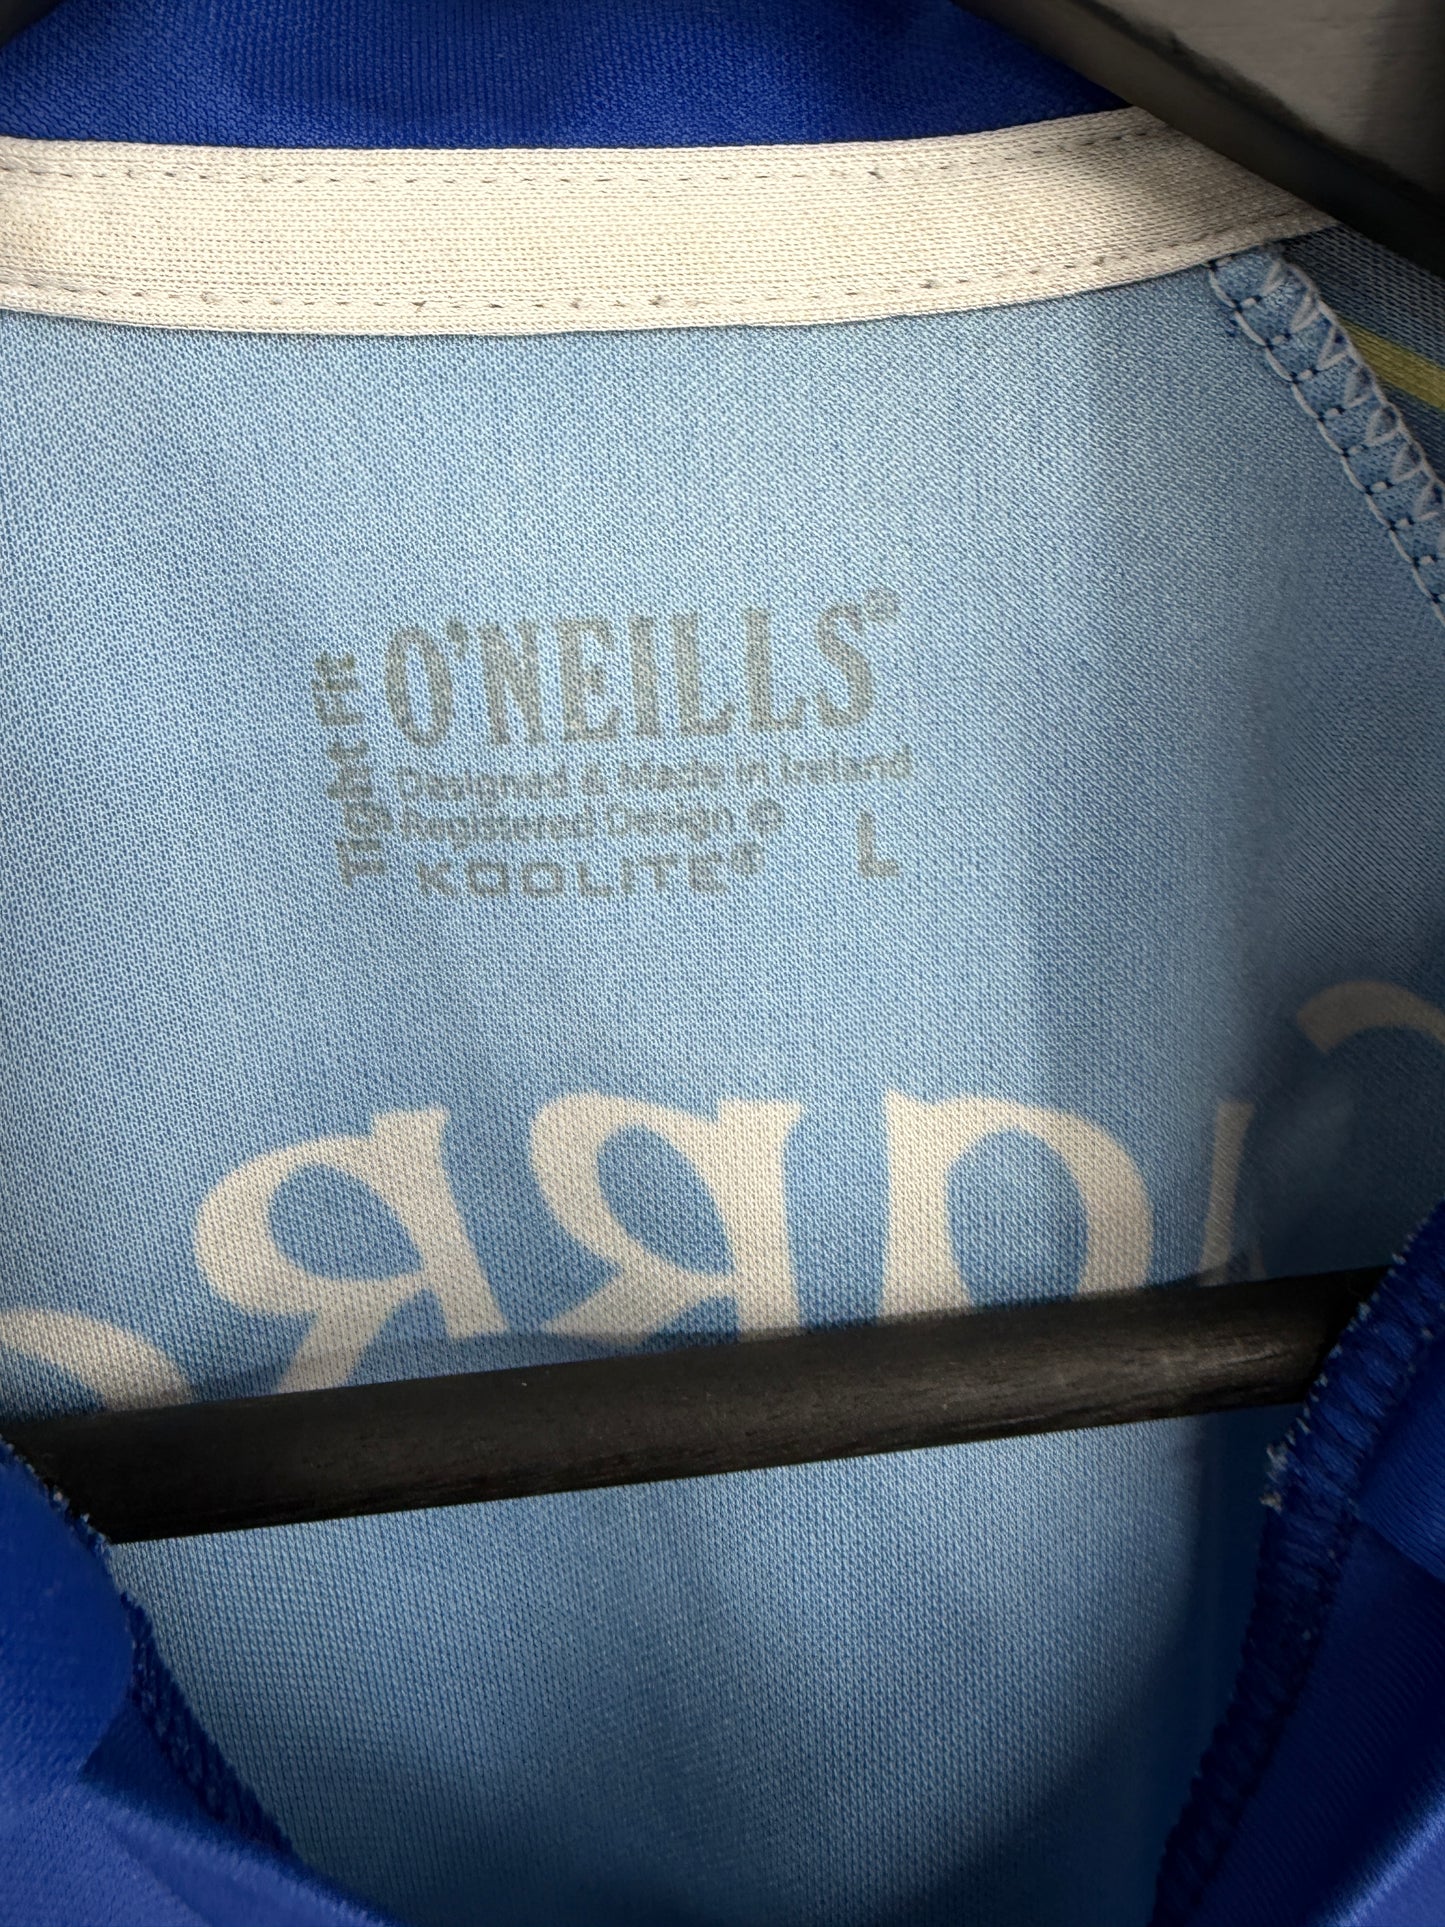 O'NEILLS®
Tight Fit
Designed & Made in Ireland
Registered Design ©
KOOLITE®
L